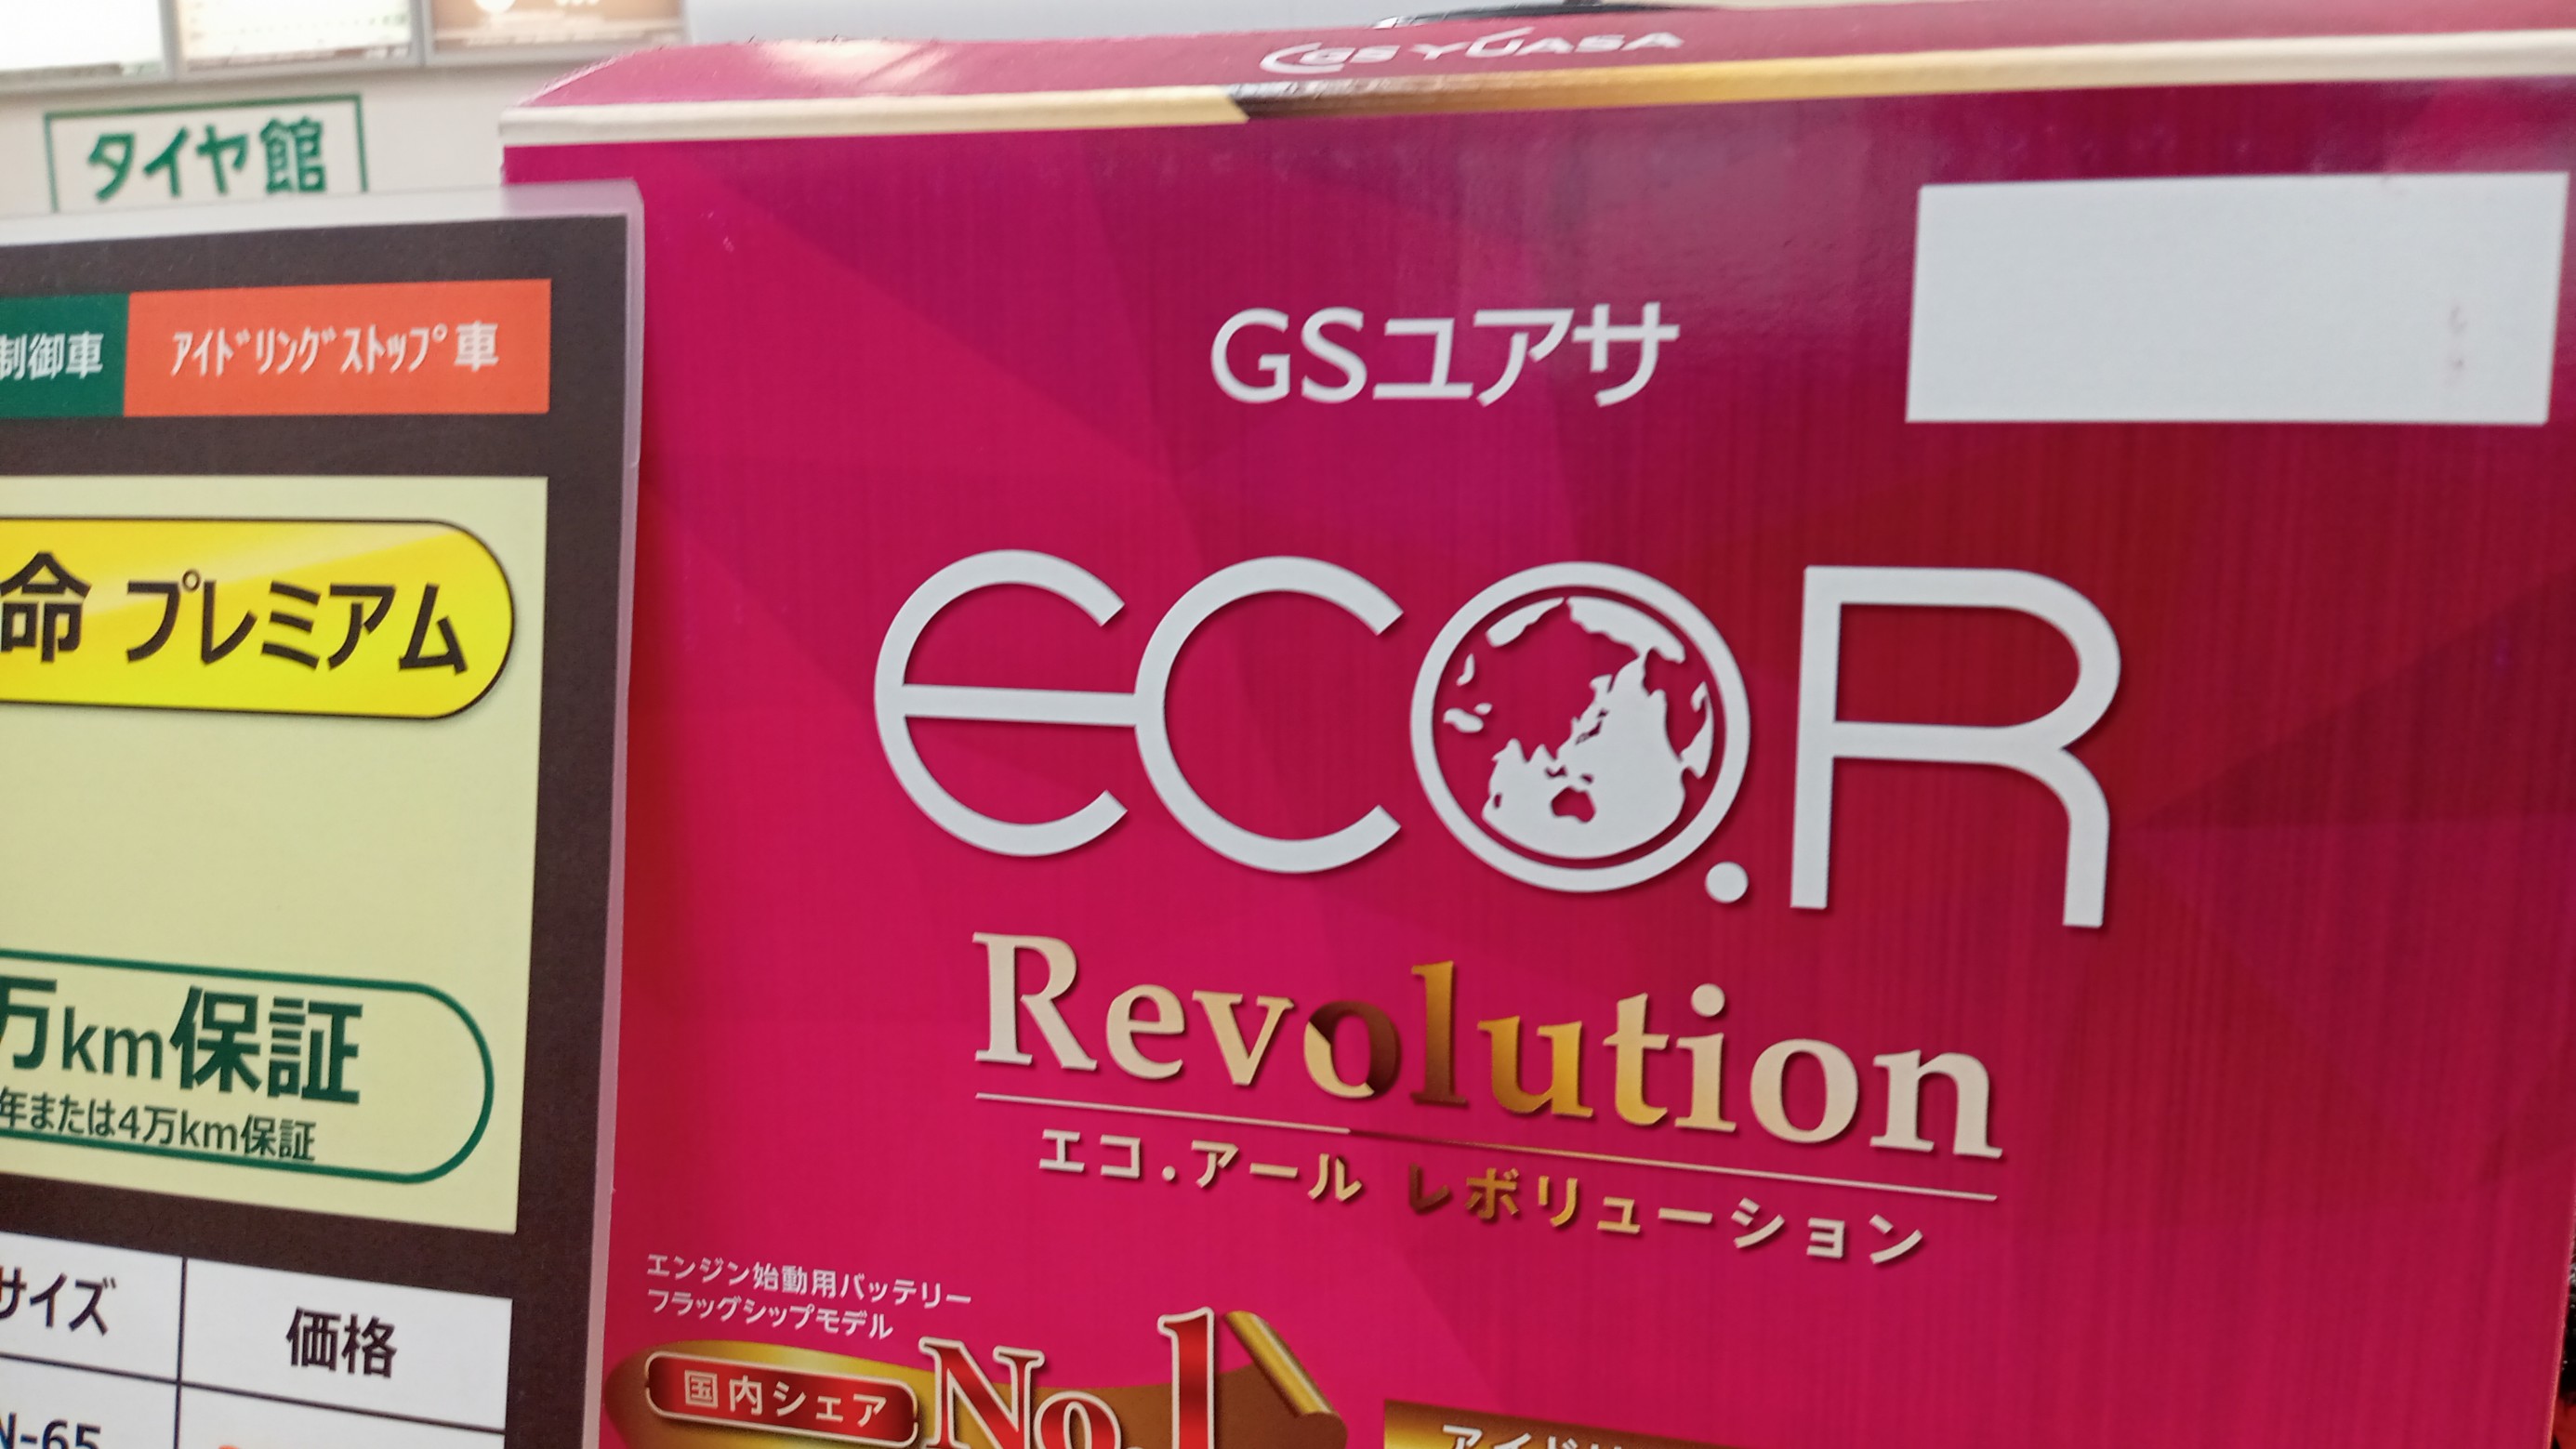 GS YUASA
タイヤ館
GSユアサ
制御車
ｱｲﾄﾞﾘﾝｸﾞｽﾄｯﾌﾟ車
命 プレミアム
eco.R
Revolution
エコ.アール レボリューション
万km保証
年または4万km保証
エンジン始動用バッテリー
フラッグシップモデル
サイズ
価格
国内シェア
No.1
N-65
アイドリ